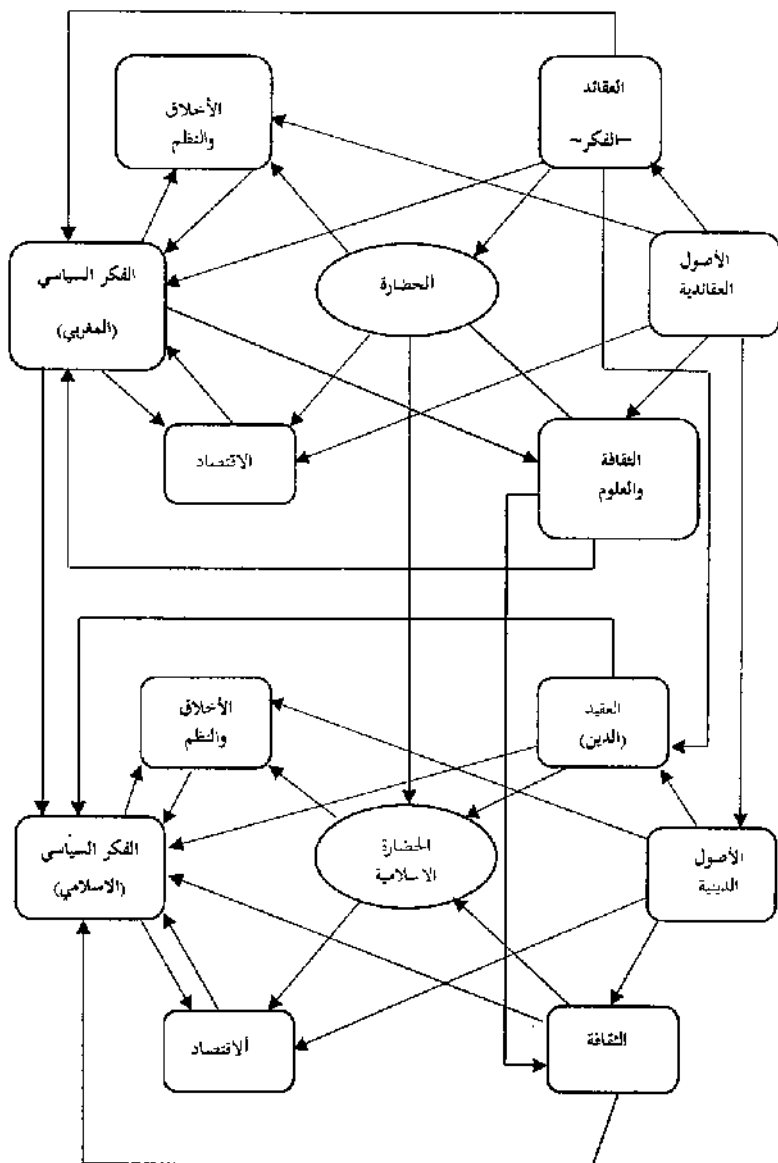 العقائد
–الفكر~
الأخلاق
والنظم
الأصول
العقائدية
الحضارة
الفكر السياسي
(المغربي)
الثقافة
والعلوم
الاقتصاد
العقيد
(الدين)
الأخلاق
والنظم
الأصول
الدينية
الحضارة
الاسلامية
الفكر السياسي
(الاسلامي)
الثقافة
ألاقتصاد